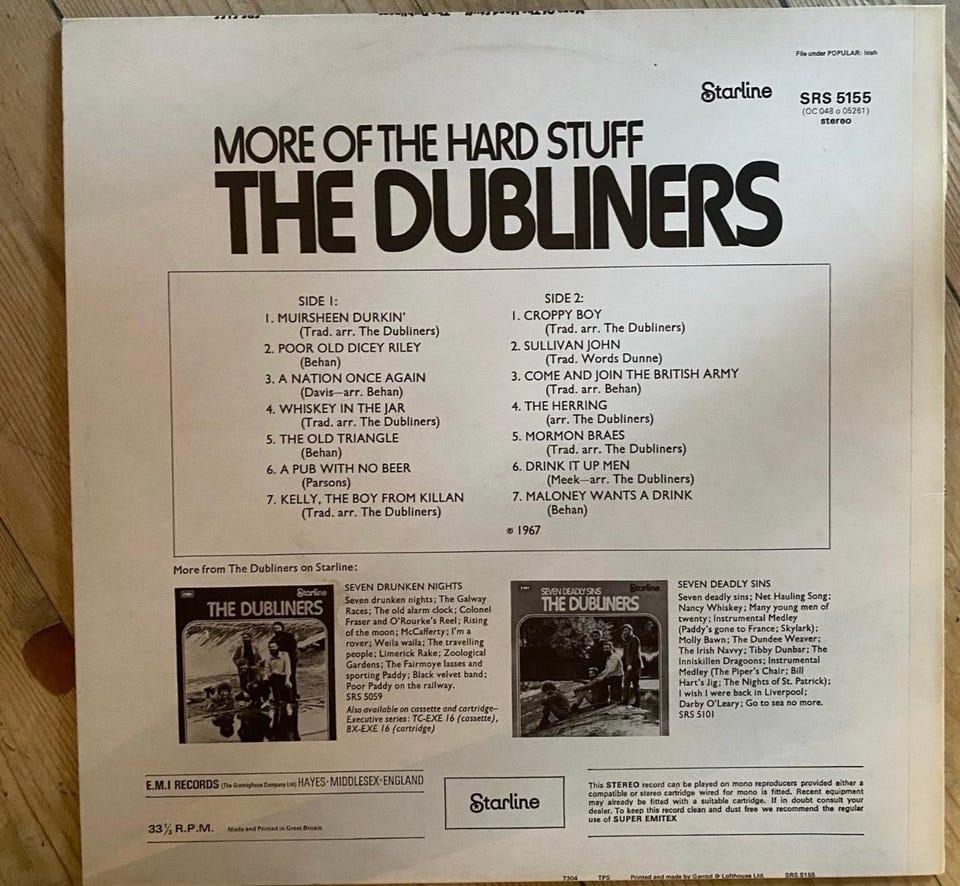 More Of The Hard Stuff The Dubliners SRS 5155
File under POPULAR: Irish
Starline
SRS 5155
(OC 048 o 05261)
stereo
MORE OF THE HARD STUFF
THE DUBLINERS
SIDE 1:
1. MUIRSHEEN DURKIN'
(Trad. arr. The Dubliners)
2. POOR OLD DICEY RILEY
(Behan)
3. A NATION ONCE AGAIN
(Davis—arr. Behan)
4. WHISKEY IN THE JAR
(Trad. arr. The Dubliners)
5. THE OLD TRIANGLE
(Behan)
6. A PUB WITH NO BEER
(Parsons)
7. KELLY, THE BOY FROM KILLAN
(Trad. arr. The Dubliners)
SIDE 2:
1. CROPPY BOY
(Trad. arr. The Dubliners)
2. SULLIVAN JOHN
(Trad. Words Dunne)
3. COME AND JOIN THE BRITISH ARMY
(Trad. arr. Behan)
4. THE HERRING
(arr. The Dubliners)
5. MORMON BRAES
(Trad. arr. The Dubliners)
6. DRINK IT UP MEN
(Meek—arr. The Dubliners)
7. MALONEY WANTS A DRINK
(Behan)
℗ 1967
More from The Dubliners on Starline:
EMI
Starline
THE DUBLINERS
SEVEN DRUNKEN NIGHTS
Seven drunken nights; The Galway
Races; The old alarm clock; Colonel
Fraser and O'Rourke's Reel; Rising
of the moon; McCafferty; I'm a
rover; Weila waila; The travelling
people; Limerick Rake; Zoological
Gardens; The Fairmoye lasses and
sporting Paddy; Black velvet band;
Poor Paddy on the railway.
SRS 5059
Also available on cassette and cartridge–
Executive series: TC-EXE 16 (cassette),
BX-EXE 16 (cartridge)
EMI
SEVEN DEADLY SINS
Starline
THE DUBLINERS
SEVEN DEADLY SINS
Seven deadly sins; Net Hauling Song;
Nancy Whiskey; Many young men of
twenty; Instrumental Medley
(Paddy's gone to France; Skylark);
Molly Bawn; The Dundee Weaver;
The Irish Navvy; Tibby Dunbar; The
Inniskillen Dragoons; Instrumental
Medley (The Piper's Chair; Bill
Hart's Jig; The Nights of St. Patrick);
I wish I were back in Liverpool;
Darby O'Leary; Go to sea no more.
SRS 5101
E.M.I RECORDS (The Gramophone Company Ltd) HAYES·MIDDLESEX·ENGLAND
33⅓ R.P.M. Made and Printed in Great Britain
Starline
This STEREO record can be played on mono reproducers provided either a
compatible or stereo cartridge wired for mono is fitted. Recent equipment
may already be fitted with a suitable cartridge. If in doubt consult your
dealer. To keep this record clean and dust free we recommend the regular
use of SUPER EMITEX
7304 TPS Printed and made by Garrod & Lofthouse Ltd. SRS 5155